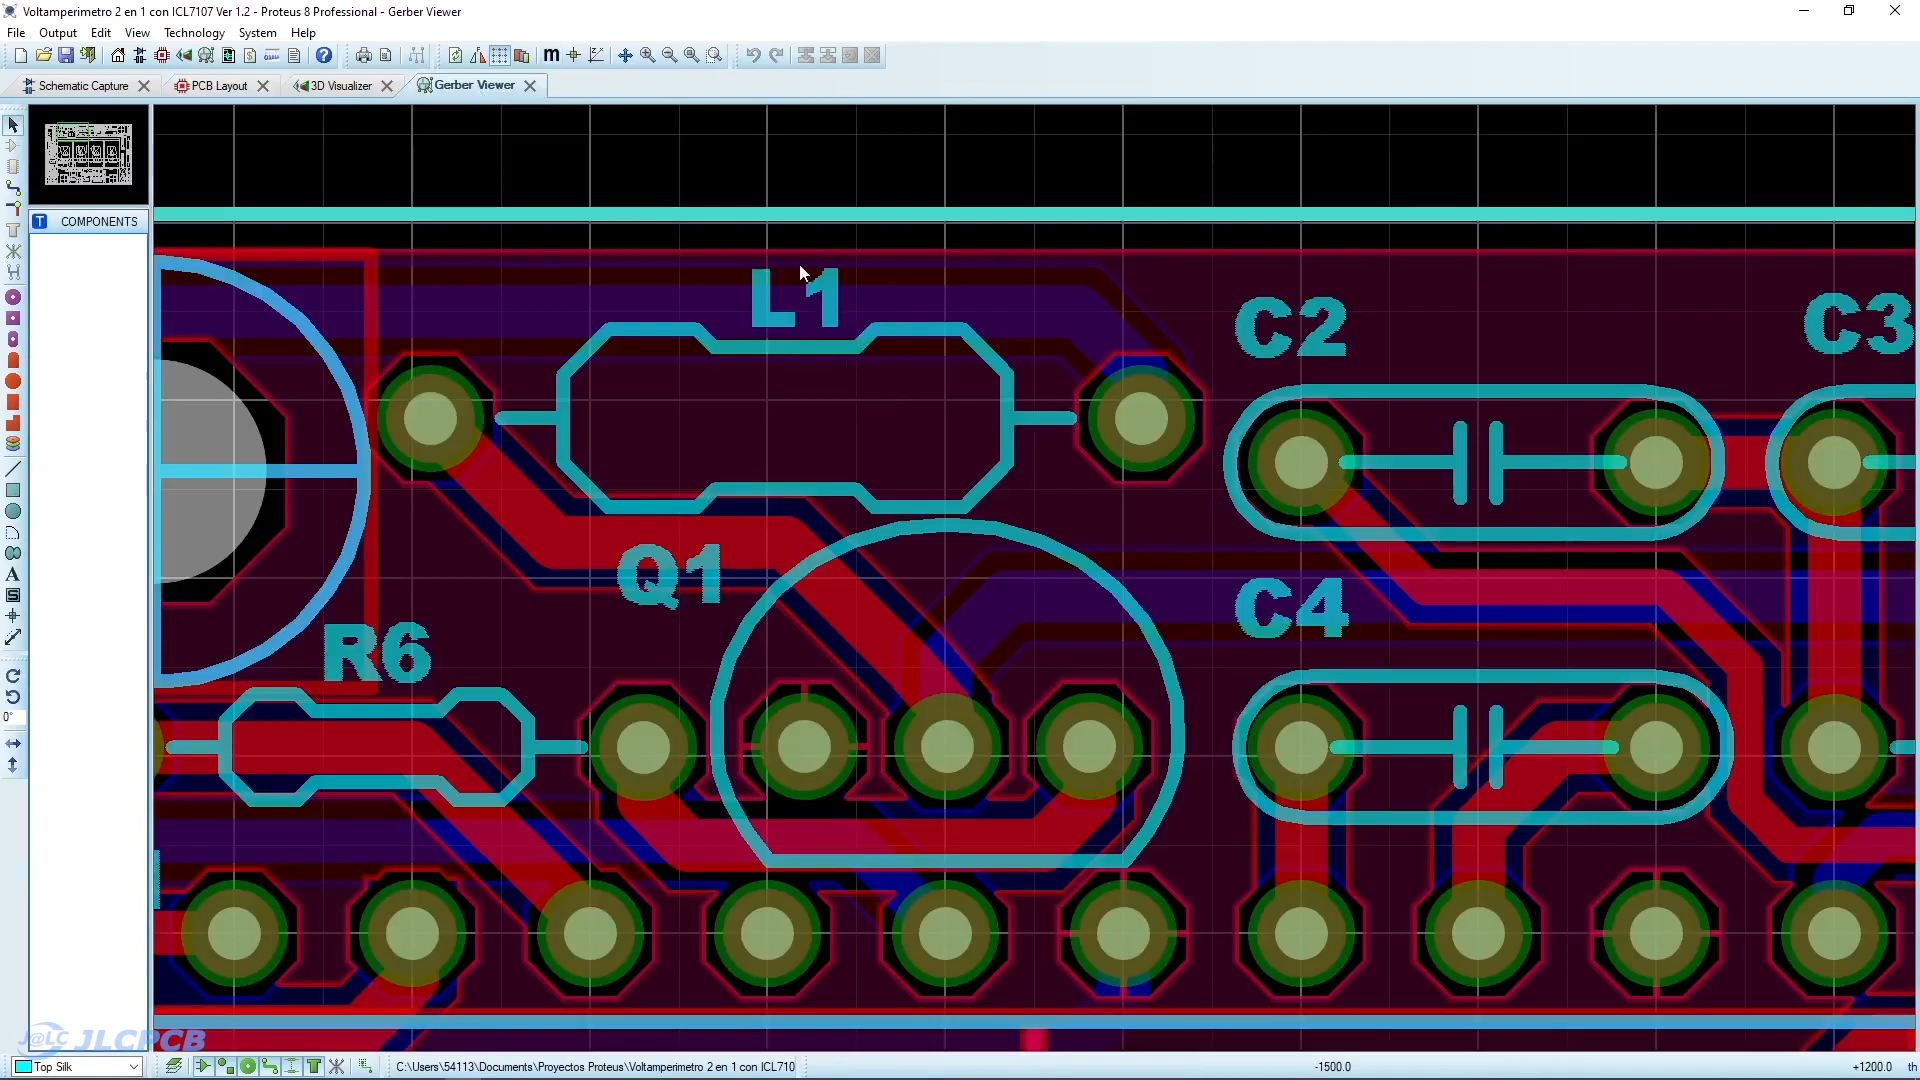 Voltamperimetro 2 en 1 con ICL7107 Ver 1.2 - Proteus 8 Professional - Gerber Viewer
File Output Edit View Technology System Help
Schematic Capture PCB Layout 3D Visualizer Gerber Viewer
T COMPONENTS
L1
C2
C3
Q1
C4
R6
0°
J@LC JLCPCB
Top Silk C:\Users\54113\Documents\Proyectos Proteus\Voltamperimetro 2 en 1 con ICL710 -1500.0 +1200.0 th